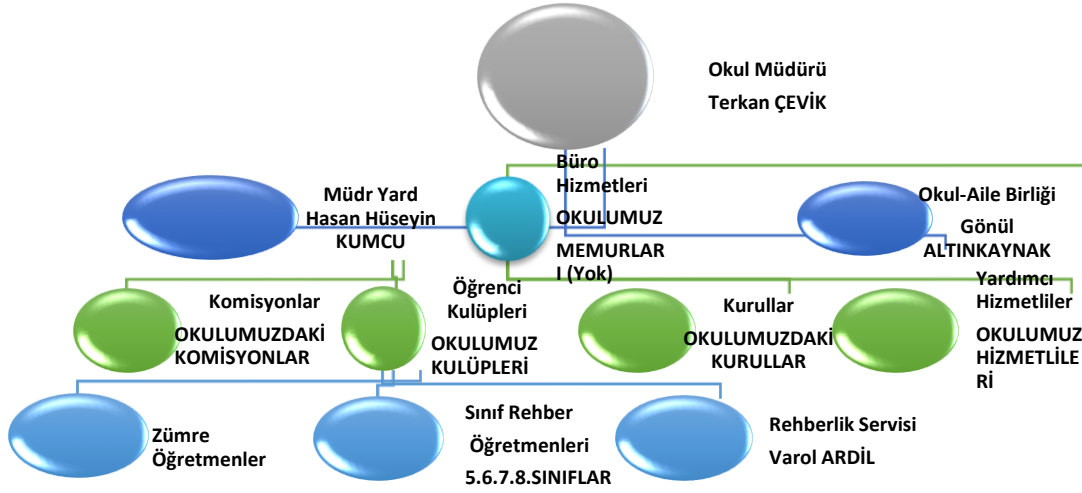 Okul Müdürü
Terkan ÇEVİK
Büro
Hizmetleri
OKULUMUZ
MEMURLAR
I (Yok)
Müdr Yard
Hasan Hüseyin
KUMCU
Okul-Aile Birliği
Gönül
ALTINKAYNAK
Komisyonlar
OKULUMUZDAKİ
KOMİSYONLAR
Öğrenci
Kulüpleri
OKULUMUZ
KULÜPLERİ
Kurullar
OKULUMUZDAKİ
KURULLAR
Yardımcı
Hizmetliler
OKULUMUZ
HİZMETLİLE
Rİ
Zümre
Öğretmenler
Sınıf Rehber
Öğretmenleri
5.6.7.8.SINIFLAR
Rehberlik Servisi
Varol ARDİL